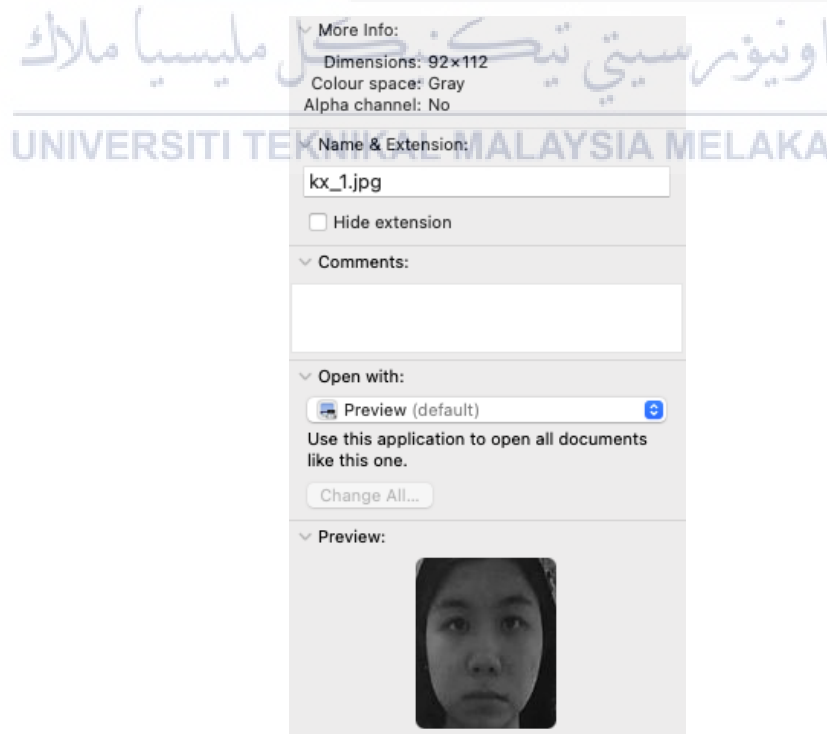 More Info:
Dimensions: 92×112
Colour space: Gray
Alpha channel: No
اونيۏرسيتي تيكنيكل مليسيا ملاك
UNIVERSITI TEKNIKAL MALAYSIA MELAKA
Name & Extension:
kx_1.jpg
Hide extension
Comments:
Open with:
Preview (default)
Use this application to open all documents
like this one.
Change All...
Preview: